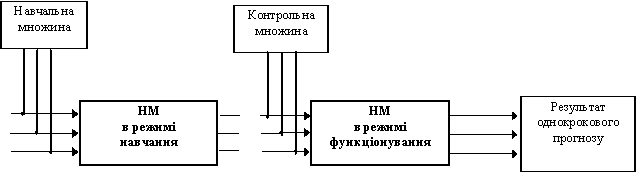 Навчальна
множина
Контрольна
множина
НМ
в режимі
навчання
НМ
в режимі
функціонування
Результат
однокрокового
прогнозу